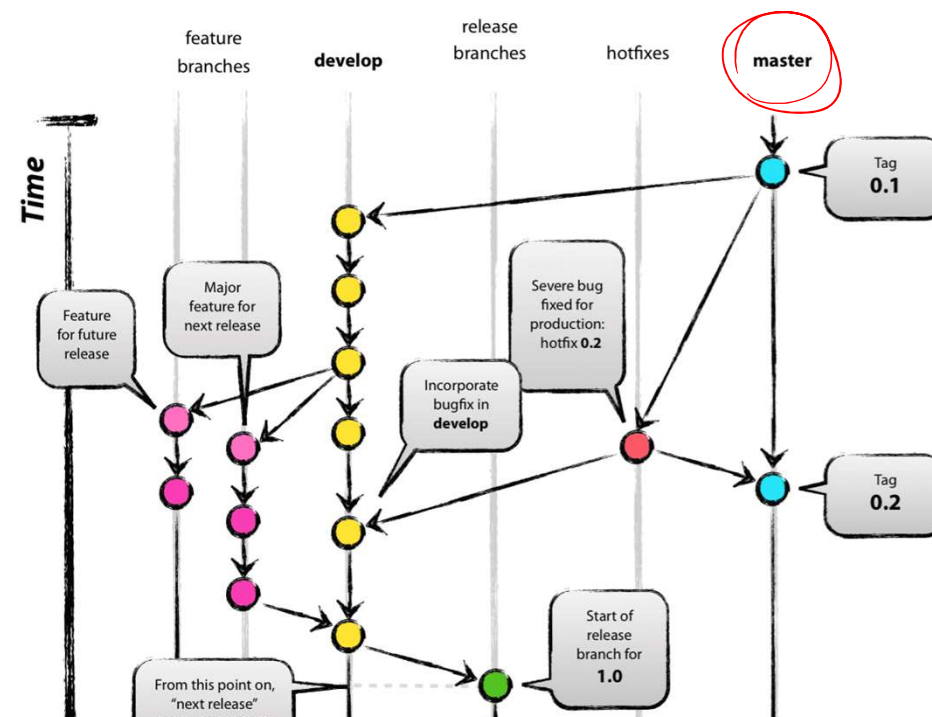 feature
branches
develop
release
branches
hotfixes
master
Time
Tag
0.1
Major
feature for
next release
Feature
for future
release
Severe bug
fixed for
production:
hotfix 0.2
Incorporate
bugfix in
develop
Tag
0.2
Start of
release
branch for
1.0
From this point on,
“next release”